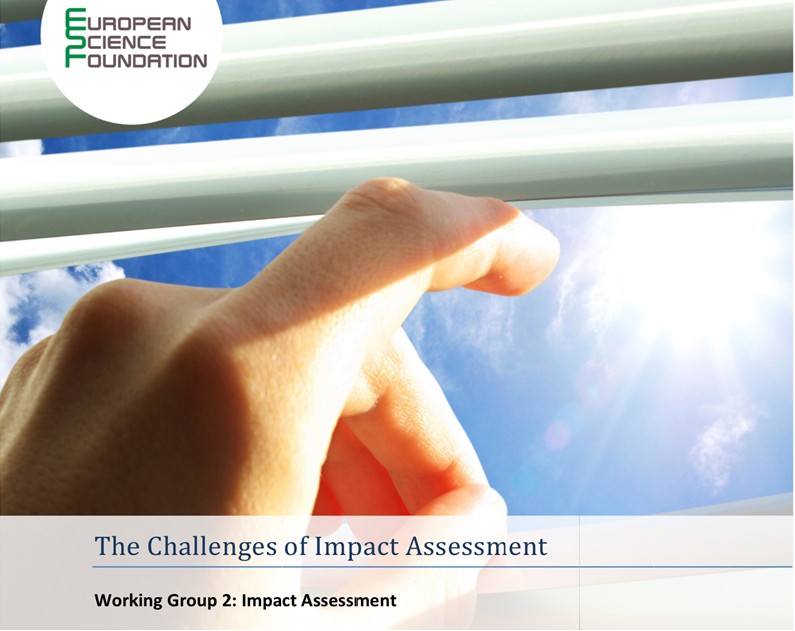 EUROPEAN
SCIENCE
FOUNDATION
The Challenges of Impact Assessment
Working Group 2: Impact Assessment